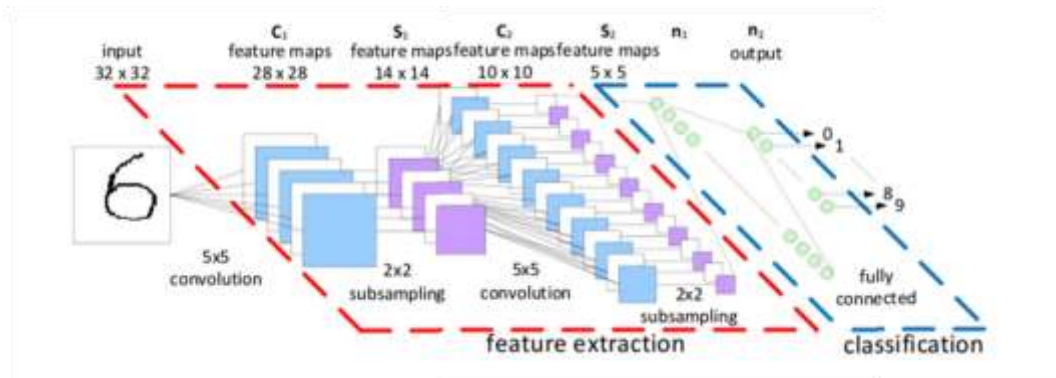 input
32 x 32
C₁
feature maps
28 x 28
S₁
feature maps
14 x 14
C₂
feature maps
10 x 10
S₂
feature maps
5 x 5
n₁
n₂
output
6
0
1
8
9
5x5
convolution
2x2
subsampling
5x5
convolution
2x2
subsampling
fully
connected
feature extraction
classification